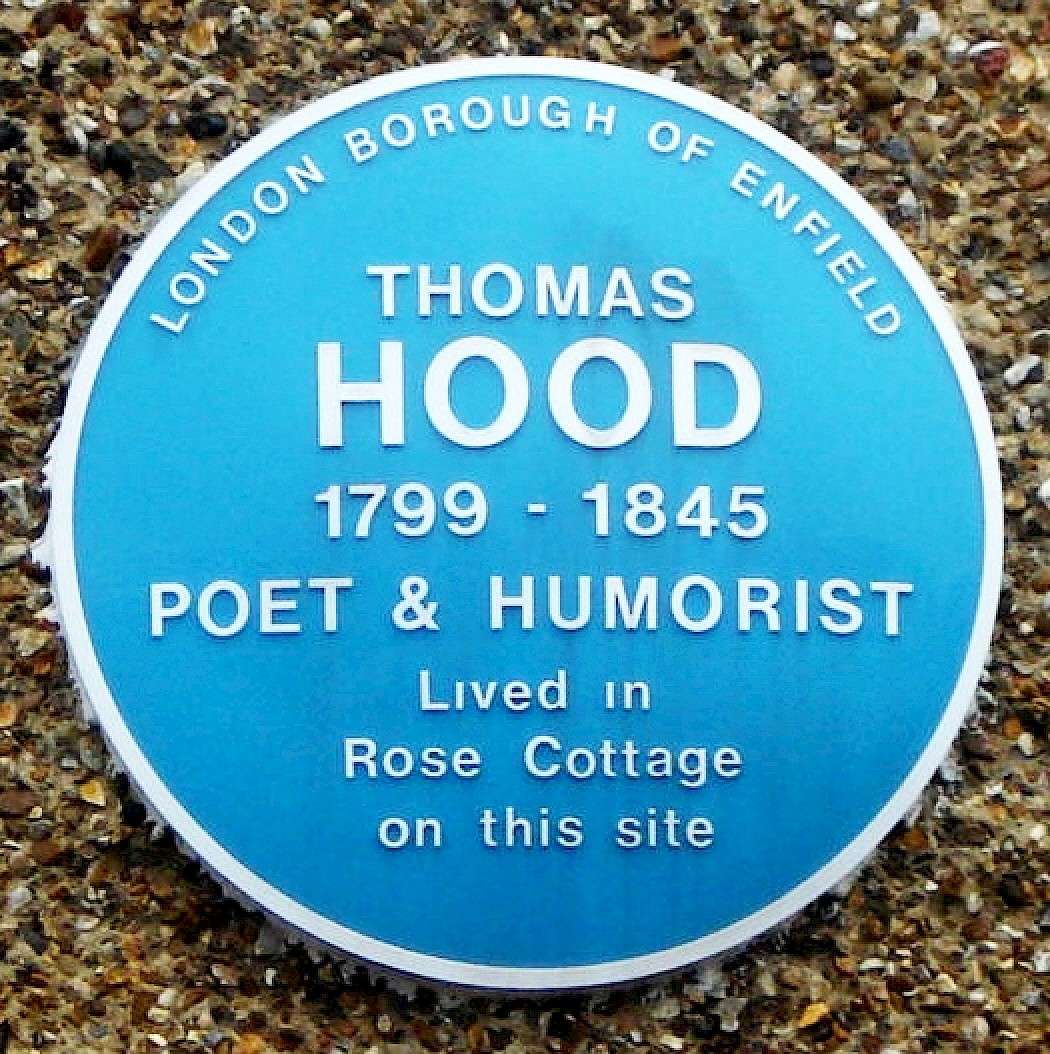 LONDON BOROUGH OF ENFIELD
THOMAS
HOOD
1799 - 1845
POET & HUMORIST
Lived in
Rose Cottage
on this site